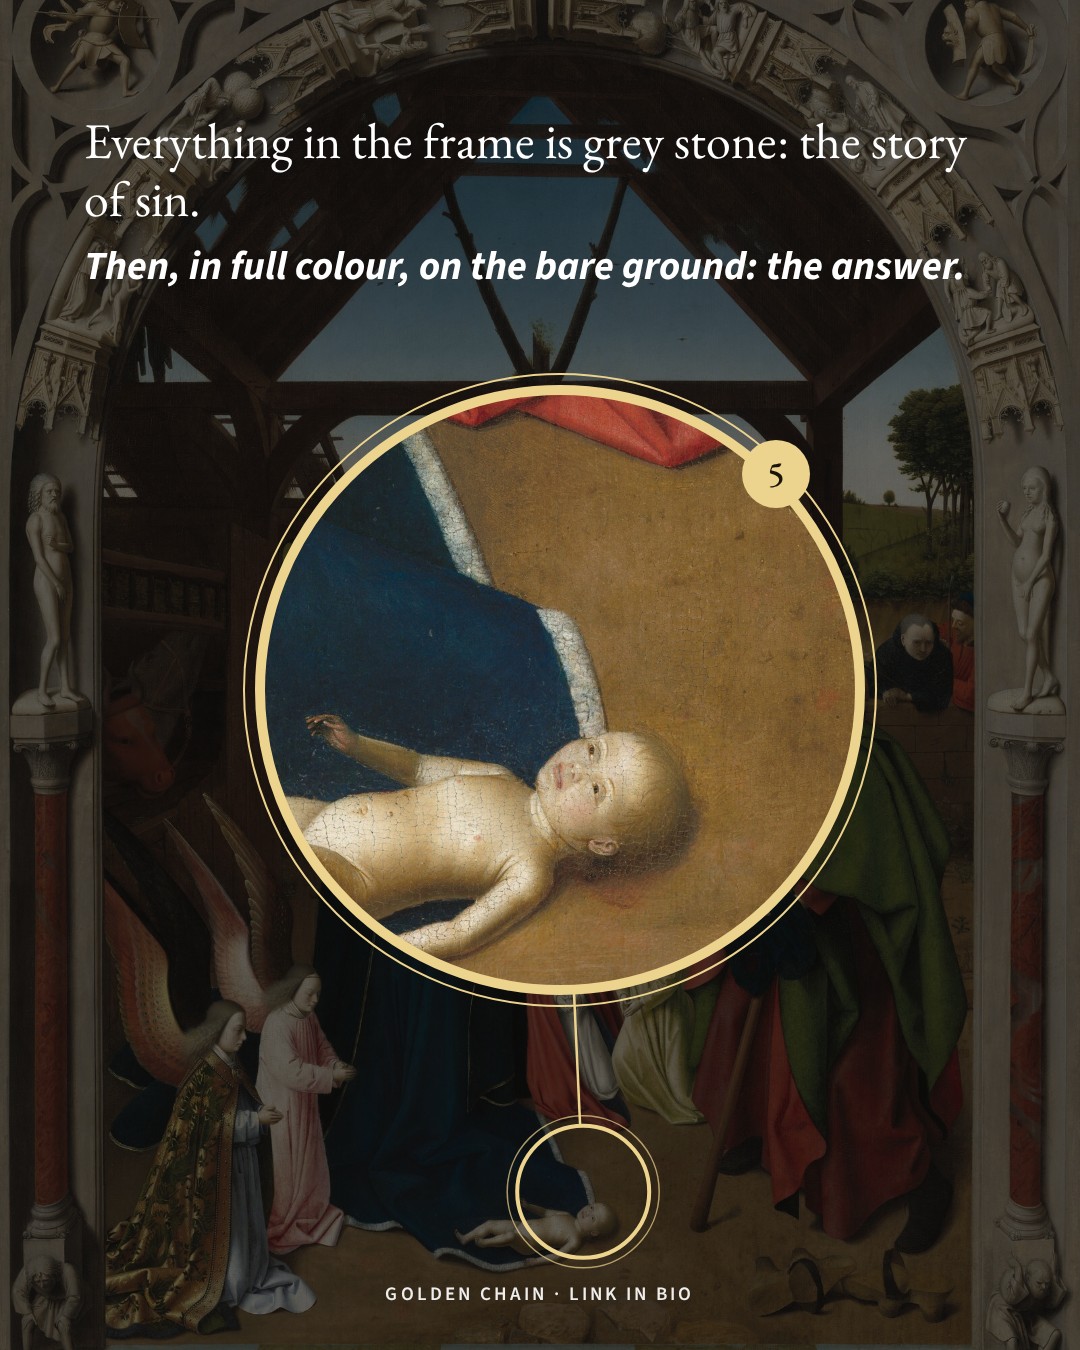 Everything in the frame is grey stone: the story
of sin.
Then, in full colour, on the bare ground: the answer.
5
GOLDEN CHAIN · LINK IN BIO